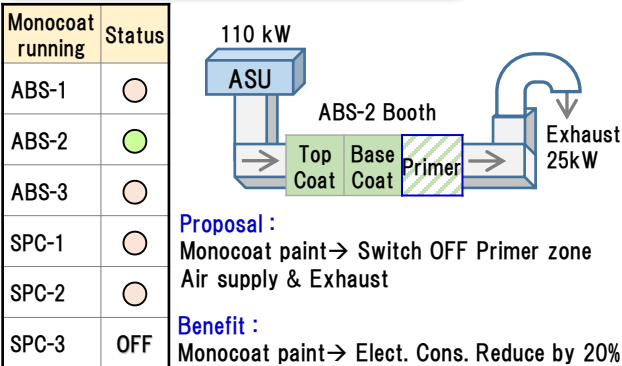 Monocoat running
Status
ABS-1
ABS-2
ABS-3
SPC-1
SPC-2
SPC-3 OFF
110 kW
ASU
ABS-2 Booth
Top Coat
Base Coat
Primer
Exhaust
25kW
Proposal :
Monocoat paint→ Switch OFF Primer zone
Air supply & Exhaust
Benefit :
Monocoat paint→ Elect. Cons. Reduce by 20%